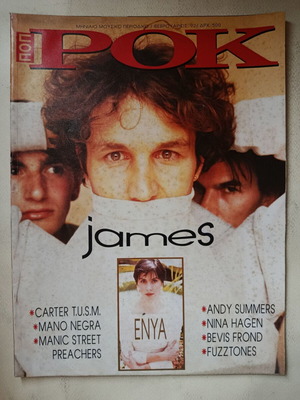 ΠΟΠ
ΡΟΚ
james
CARTER T.U.S.M.
MANO NEGRA
MANIC STREET
PREACHERS
ENYA
ANDY SUMMERS
NINA HAGEN
BEVIS FROND
FUZZTONES